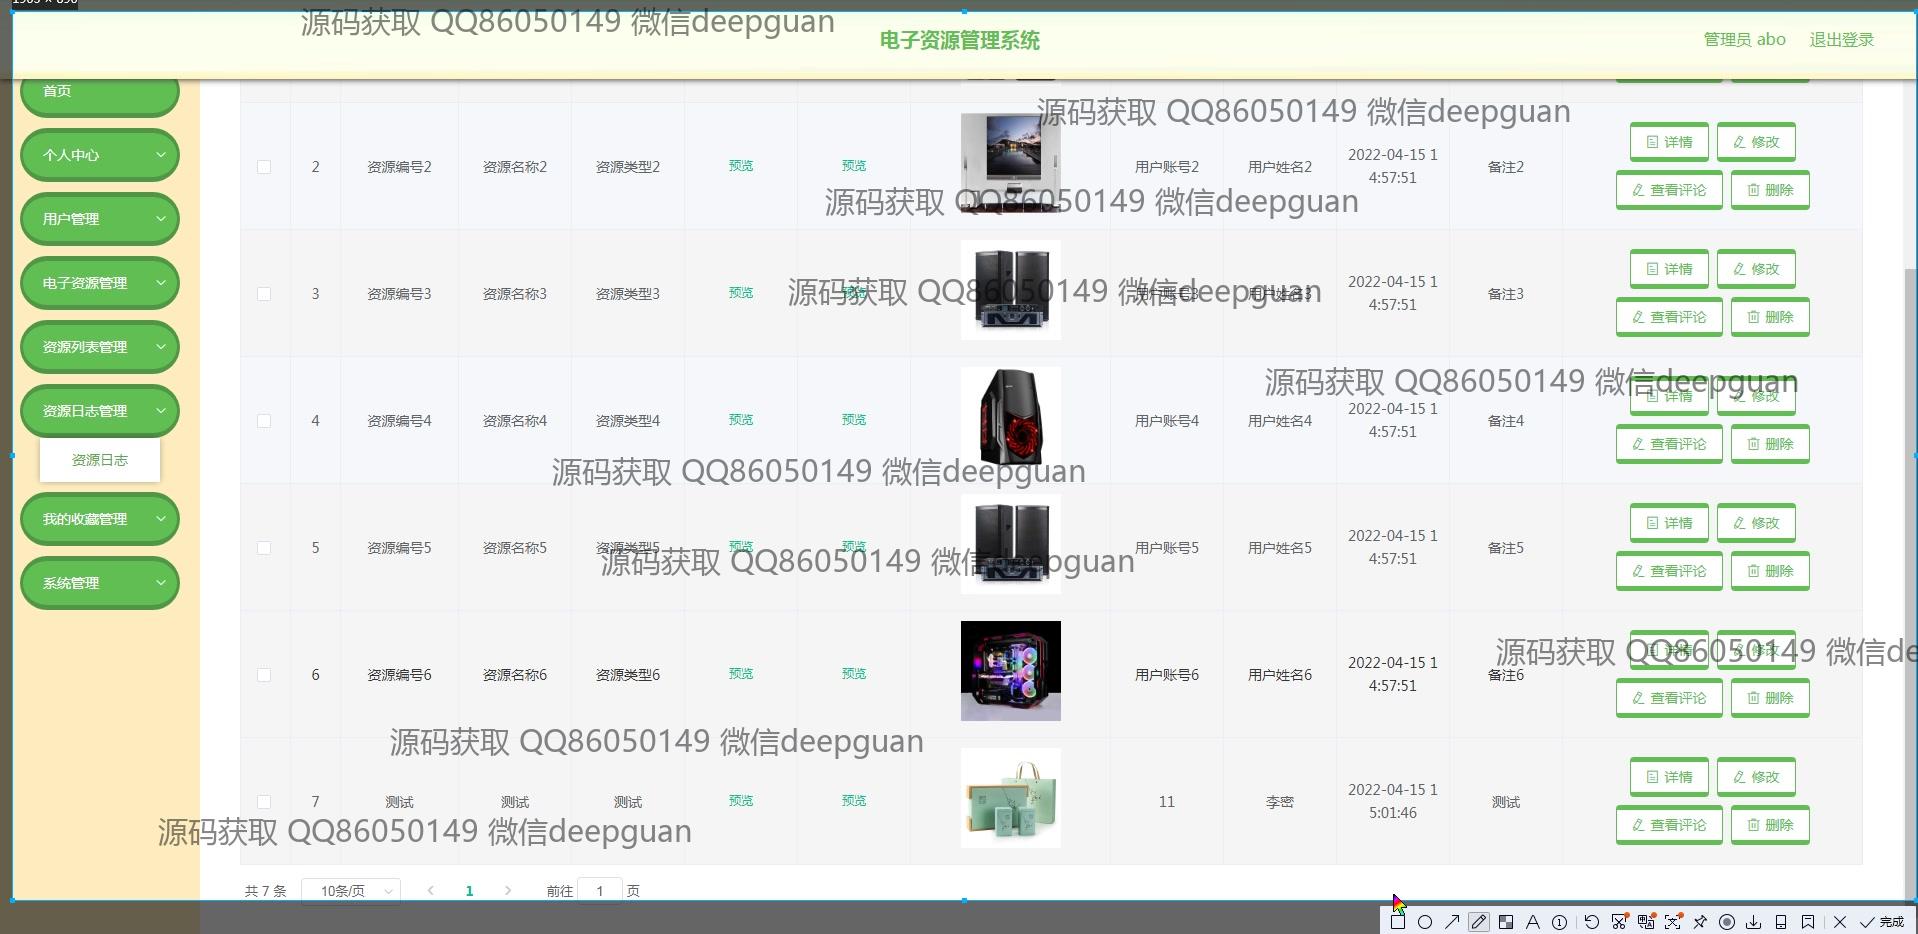 源码获取 QQ86050149 微信deepguan
电子资源管理系统
管理员 abo 退出登录
首页
个人中心
用户管理
电子资源管理
资源列表管理
资源日志管理
资源日志
我的收藏管理
系统管理
源码获取 QQ86050149 微信deepguan
2 资源编号2 资源名称2 资源类型2 预览 预览 用户账号2 用户姓名2 2022-04-15 1
4:57:51 备注2 详情 修改
查看评论 删除
源码获取 QQ86050149 微信deepguan
3 资源编号3 资源名称3 资源类型3 预览 预览 用户账号3 用户姓名3 2022-04-15 1
4:57:51 备注3 详情 修改
查看评论 删除
源码获取 QQ86050149 微信deepguan
源码获取 QQ86050149 微信deepguan
4 资源编号4 资源名称4 资源类型4 预览 预览 用户账号4 用户姓名4 2022-04-15 1
4:57:51 备注4 详情 修改
查看评论 删除
源码获取 QQ86050149 微信deepguan
5 资源编号5 资源名称5 资源类型5 预览 预览 用户账号5 用户姓名5 2022-04-15 1
4:57:51 备注5 详情 修改
查看评论 删除
源码获取 QQ86050149 微信deepguan
源码获取 QQ86050149 微信de
6 资源编号6 资源名称6 资源类型6 预览 预览 用户账号6 用户姓名6 2022-04-15 1
4:57:51 备注6 详情 修改
查看评论 删除
源码获取 QQ86050149 微信deepguan
7 测试 测试 测试 预览 预览 11 李密 2022-04-15 1
5:01:46 测试 详情 修改
查看评论 删除
源码获取 QQ86050149 微信deepguan
共 7 条 10条/页 1 前往 1 页
完成